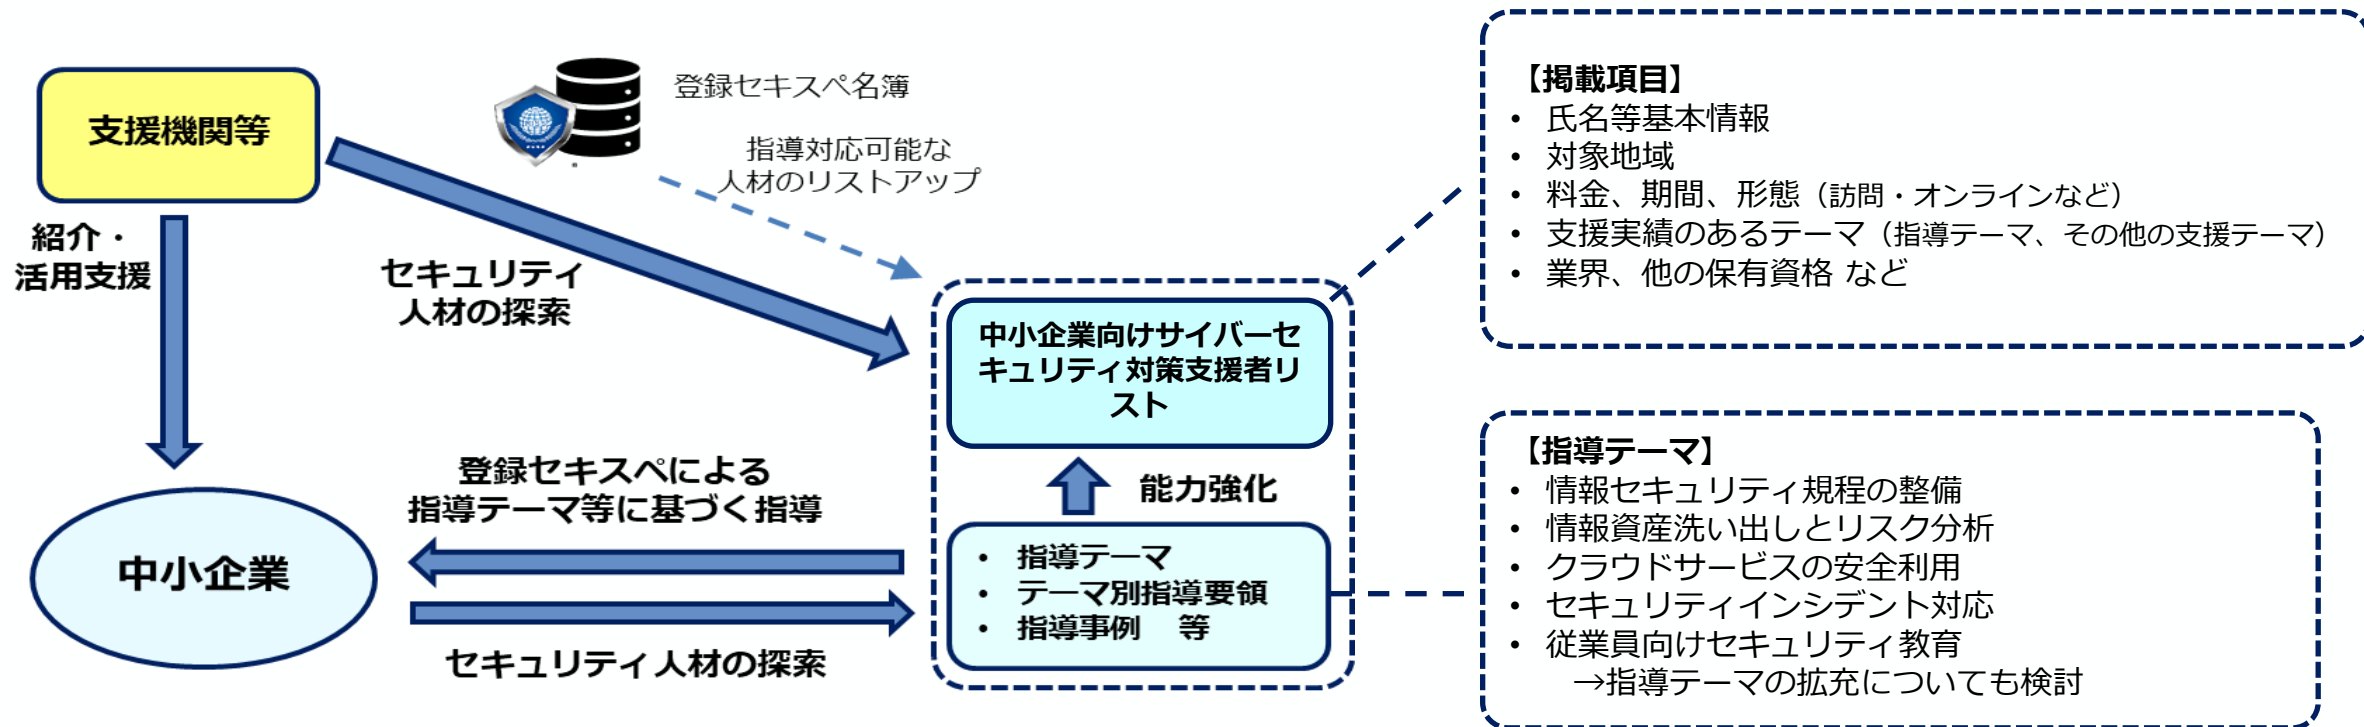 支援機関等
登録セキスペ名簿
指導対応可能な
人材のリストアップ
紹介・
活用支援
セキュリティ
人材の探索
中小企業向けサイバーセ
キュリティ対策支援者リ
スト
能力強化
登録セキスペによる
指導テーマ等に基づく指導
中小企業
• 指導テーマ
• テーマ別指導要領
• 指導事例 等
セキュリティ人材の探索
【掲載項目】
• 氏名等基本情報
• 対象地域
• 料金、期間、形態（訪問・オンラインなど）
• 支援実績のあるテーマ（指導テーマ、その他の支援テーマ）
• 業界、他の保有資格 など
【指導テーマ】
• 情報セキュリティ規程の整備
• 情報資産洗い出しとリスク分析
• クラウドサービスの安全利用
• セキュリティインシデント対応
• 従業員向けセキュリティ教育
→指導テーマの拡充についても検討